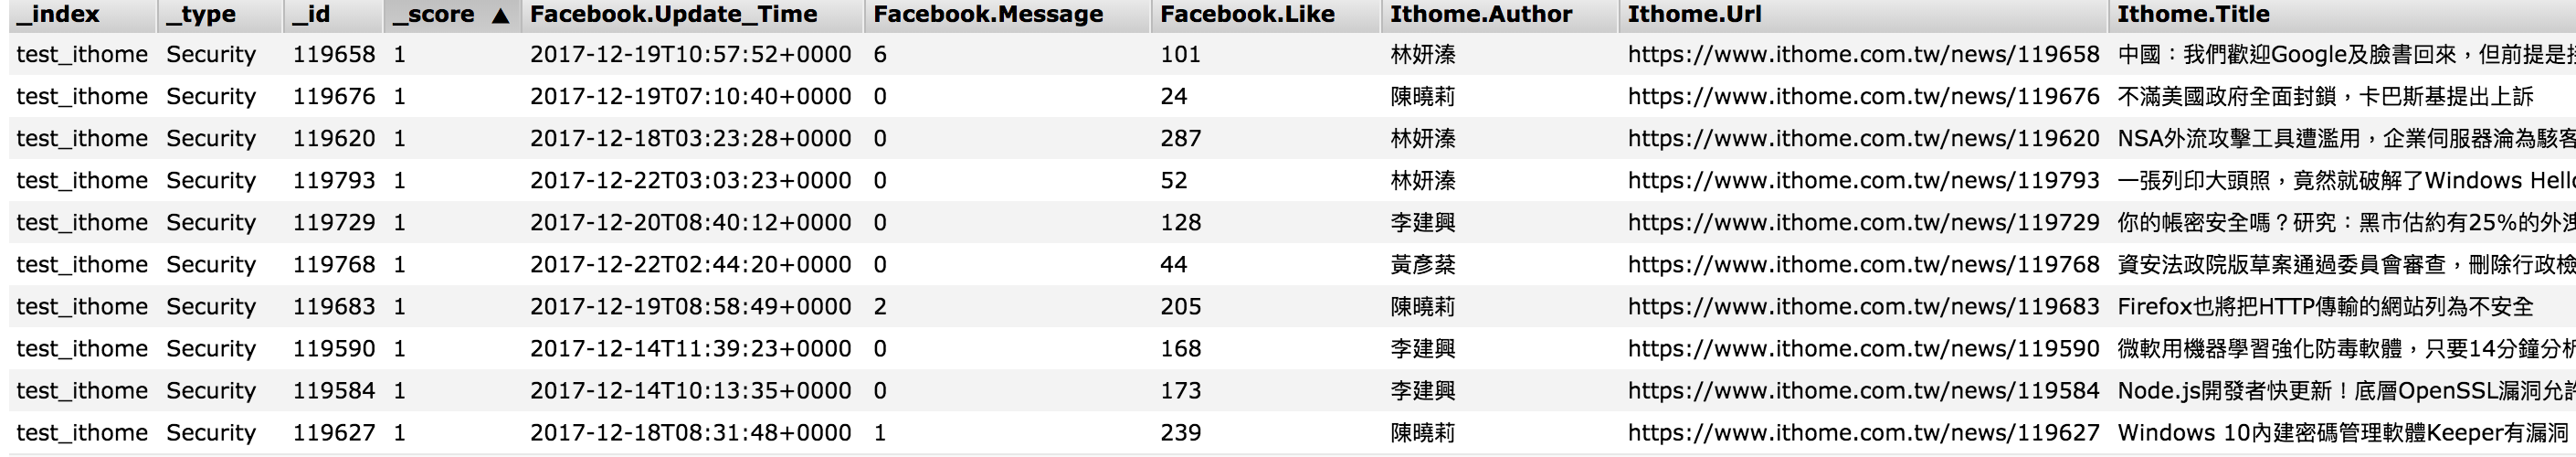 _index _type _id _score ▲ Facebook.Update_Time Facebook.Message Facebook.Like Ithome.Author Ithome.Url Ithome.Title
test_ithome Security 119658 1 2017-12-19T10:57:52+0000 6 101 林妍溱 https://www.ithome.com.tw/news/119658 中國：我們歡迎Google及臉書回來，但前提是
test_ithome Security 119676 1 2017-12-19T07:10:40+0000 0 24 陳曉莉 https://www.ithome.com.tw/news/119676 不滿美國政府全面封鎖，卡巴斯基提出上訴
test_ithome Security 119620 1 2017-12-18T03:23:28+0000 0 287 林妍溱 https://www.ithome.com.tw/news/119620 NSA外流攻擊工具遭濫用，企業伺服器淪為駭客
test_ithome Security 119793 1 2017-12-22T03:03:23+0000 0 52 林妍溱 https://www.ithome.com.tw/news/119793 一張列印大頭照，竟然就破解了Windows Hello
test_ithome Security 119729 1 2017-12-20T08:40:12+0000 0 128 李建興 https://www.ithome.com.tw/news/119729 你的帳密安全嗎？研究：黑市估約有25%的外洩
test_ithome Security 119768 1 2017-12-22T02:44:20+0000 0 44 黃彥棻 https://www.ithome.com.tw/news/119768 資安法政院版草案通過委員會審查，刪除行政檢
test_ithome Security 119683 1 2017-12-19T08:58:49+0000 2 205 陳曉莉 https://www.ithome.com.tw/news/119683 Firefox也將把HTTP傳輸的網站列為不安全
test_ithome Security 119590 1 2017-12-14T11:39:23+0000 0 168 李建興 https://www.ithome.com.tw/news/119590 微軟用機器學習強化防毒軟體，只要14分鐘分析
test_ithome Security 119584 1 2017-12-14T10:13:35+0000 0 173 李建興 https://www.ithome.com.tw/news/119584 Node.js開發者快更新！底層OpenSSL漏洞允許
test_ithome Security 119627 1 2017-12-18T08:31:48+0000 1 239 陳曉莉 https://www.ithome.com.tw/news/119627 Windows 10內建密碼管理軟體Keeper有漏洞